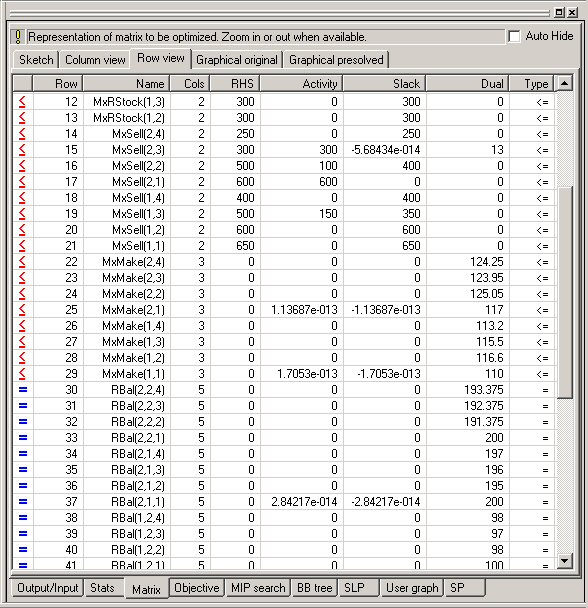 Representation of matrix to be optimized. Zoom in or out when available. Auto Hide
Sketch Column view Row view Graphical original Graphical presolved
Row Name Cols RHS Activity Slack Dual Type
≤ 12 MxRStock(1,3) 2 300 0 300 0 <=
≤ 13 MxRStock(1,2) 2 300 0 300 0 <=
≤ 14 MxSell(2,4) 2 250 0 250 0 <=
≤ 15 MxSell(2,3) 2 300 300 -5.68434e-014 13 <=
≤ 16 MxSell(2,2) 2 500 100 400 0 <=
≤ 17 MxSell(2,1) 2 600 600 0 0 <=
≤ 18 MxSell(1,4) 2 400 0 400 0 <=
≤ 19 MxSell(1,3) 2 500 150 350 0 <=
≤ 20 MxSell(1,2) 2 600 0 600 0 <=
≤ 21 MxSell(1,1) 2 650 0 650 0 <=
≤ 22 MxMake(2,4) 3 0 0 0 124.25 <=
≤ 23 MxMake(2,3) 3 0 0 0 123.95 <=
≤ 24 MxMake(2,2) 3 0 0 0 125.05 <=
≤ 25 MxMake(2,1) 3 0 1.13687e-013 -1.13687e-013 117 <=
≤ 26 MxMake(1,4) 3 0 0 0 113.2 <=
≤ 27 MxMake(1,3) 3 0 0 0 115.5 <=
≤ 28 MxMake(1,2) 3 0 0 0 116.6 <=
≤ 29 MxMake(1,1) 3 0 1.7053e-013 -1.7053e-013 110 <=
= 30 RBal(2,2,4) 5 0 0 0 193.375 =
= 31 RBal(2,2,3) 5 0 0 0 192.375 =
= 32 RBal(2,2,2) 5 0 0 0 191.375 =
= 33 RBal(2,2,1) 5 0 0 0 200 =
= 34 RBal(2,1,4) 5 0 0 0 197 =
= 35 RBal(2,1,3) 5 0 0 0 196 =
= 36 RBal(2,1,2) 5 0 0 0 195 =
= 37 RBal(2,1,1) 5 0 2.84217e-014 -2.84217e-014 200 =
= 38 RBal(1,2,4) 5 0 0 0 98 =
= 39 RBal(1,2,3) 5 0 0 0 97 =
= 40 RBal(1,2,2) 5 0 0 0 98 =
= 41 RBal(1,2,1) 5 0 0 0 100 =
Output/Input Stats Matrix Objective MIP search BB tree SLP User graph SP